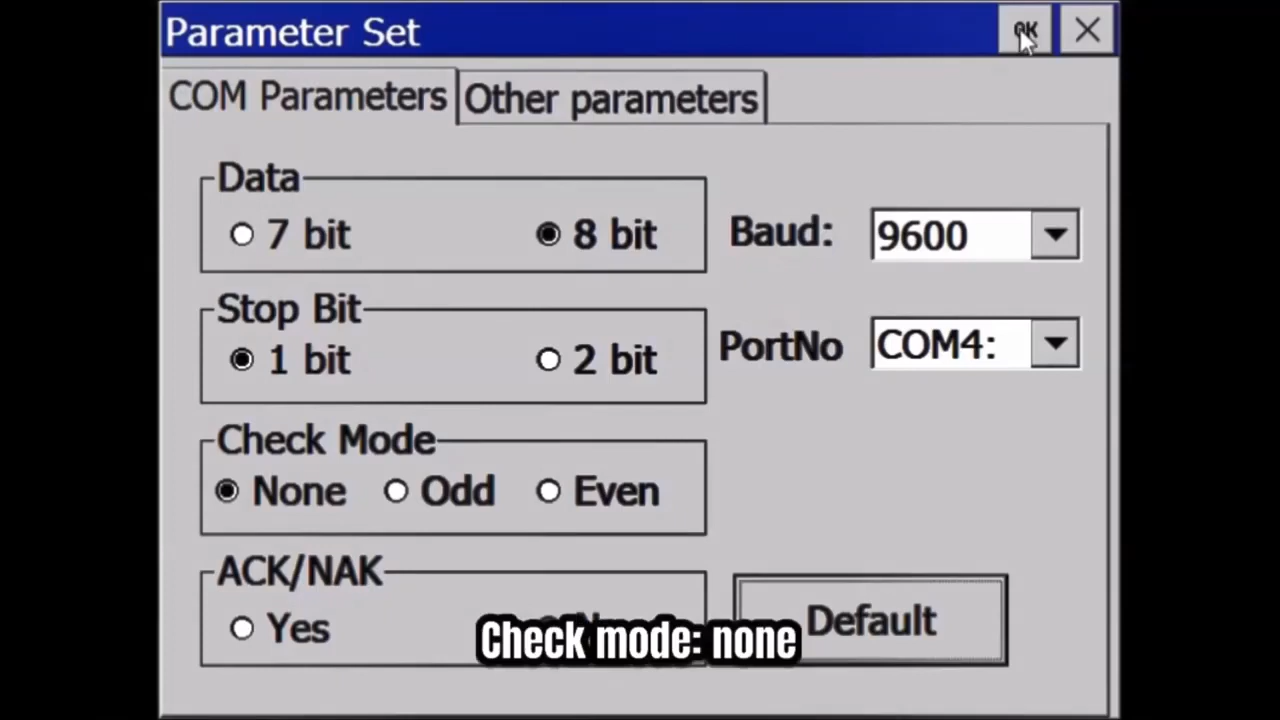 Parameter Set
OK
COM Parameters
Other parameters
Data
7 bit
8 bit
Baud:
9600
Stop Bit
1 bit
2 bit
PortNo
COM4:
Check Mode
None
Odd
Even
ACK/NAK
Yes
Default
Check mode: none